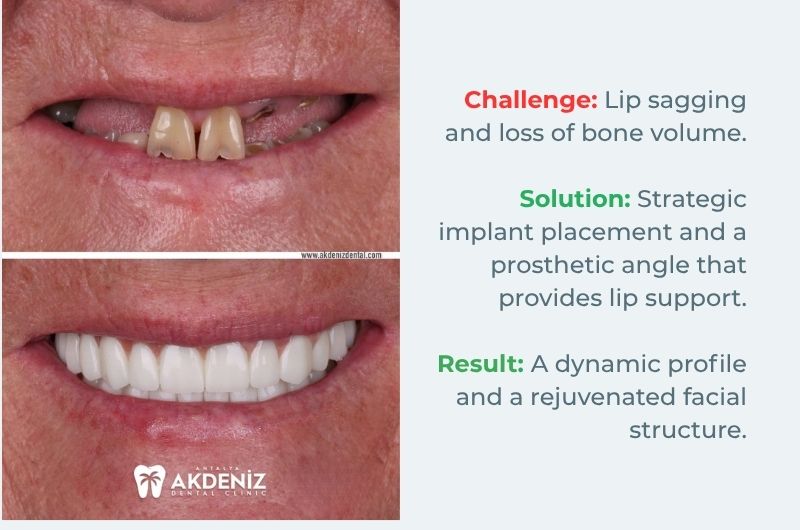 Challenge: Lip sagging
and loss of bone volume.
Solution: Strategic
implant placement and a
prosthetic angle that
provides lip support.
Result: A dynamic profile
and a rejuvenated facial
structure.
www.akdenizdental.com
ANTALYA
AKDENİZ
DENTAL CLINIC